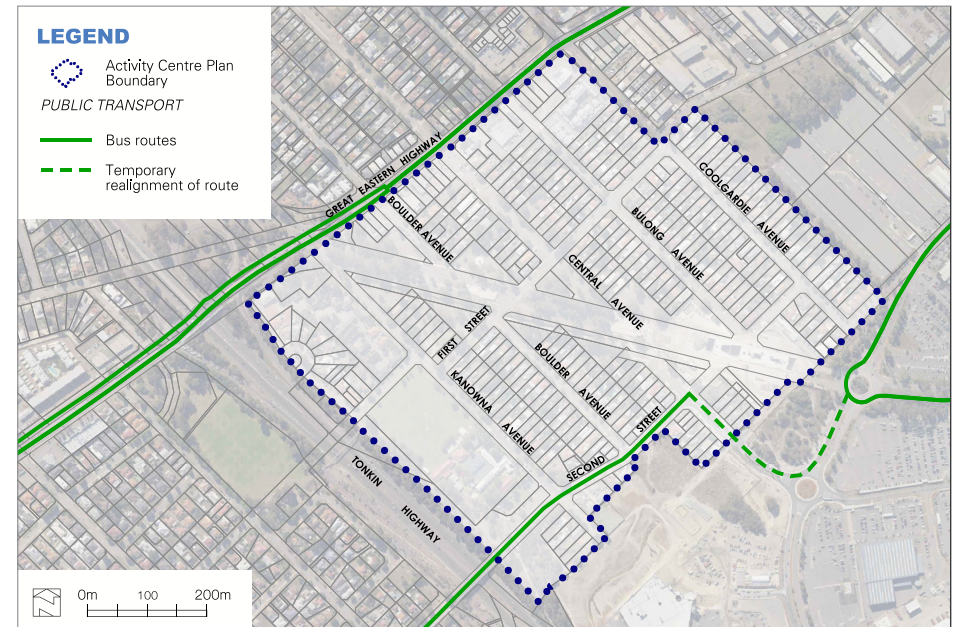 LEGEND
Activity Centre Plan
Boundary
PUBLIC TRANSPORT
Bus routes
Temporary
realignment of route
GREAT EASTERN HIGHWAY
BOULDER AVENUE
COOLGARDIE AVENUE
BULONG AVENUE
CENTRAL AVENUE
FIRST STREET
BOULDER AVENUE
KANOWNA AVENUE
SECOND STREET
TONKIN HIGHWAY
N
0m 100 200m